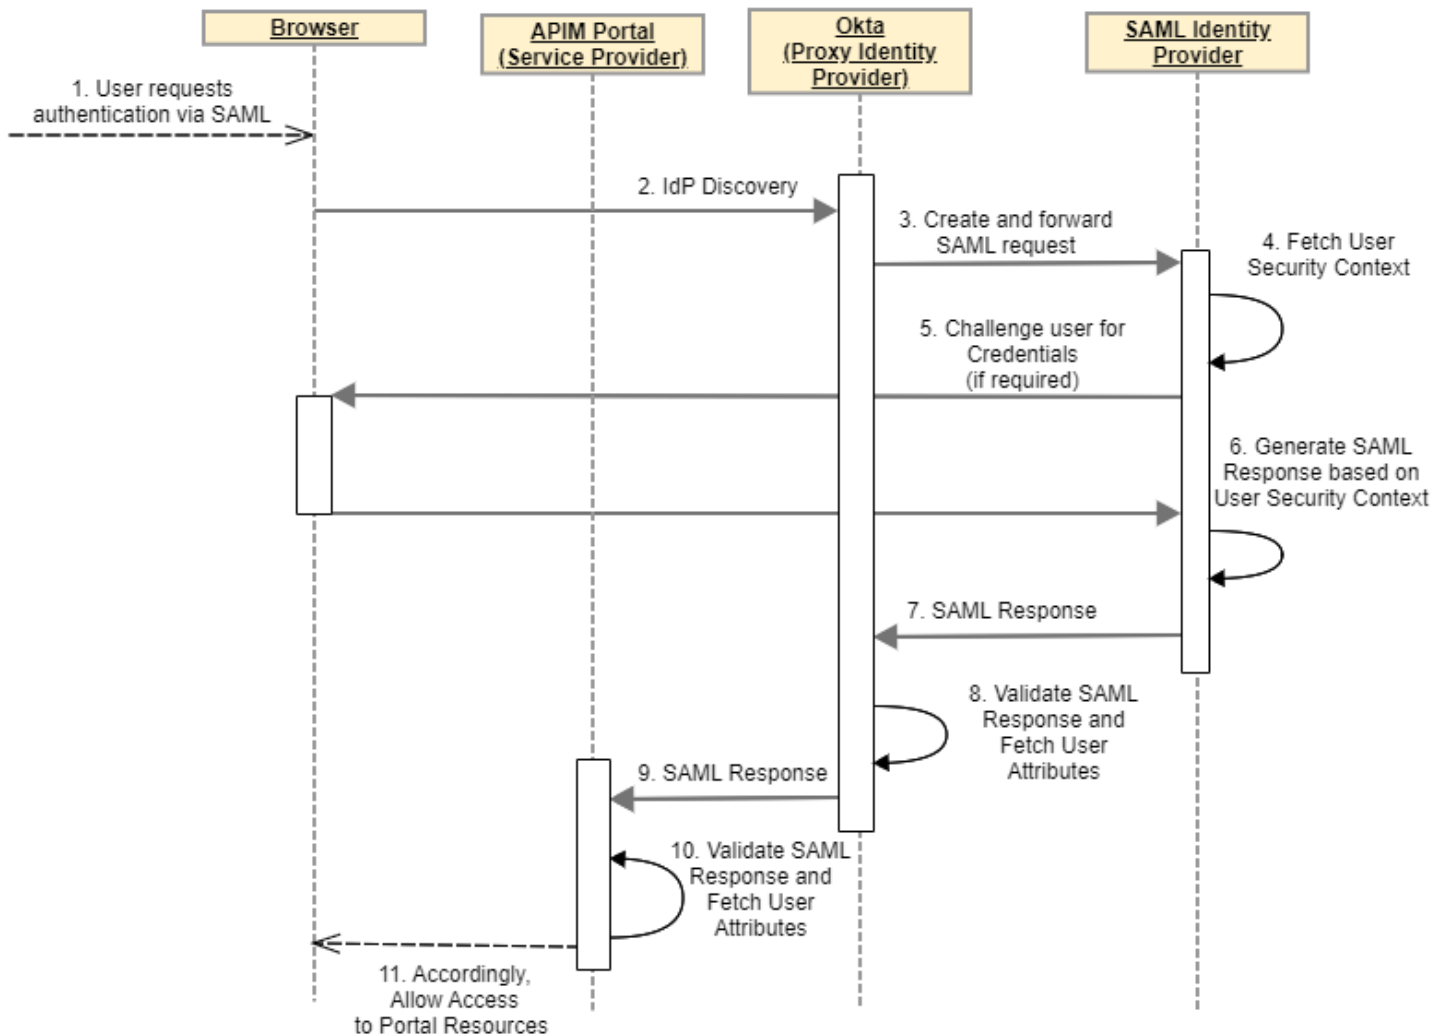 Browser
APIM Portal
(Service Provider)
Okta
(Proxy Identity
Provider)
SAML Identity
Provider
1. User requests
authentication via SAML
2. IdP Discovery
3. Create and forward
SAML request
4. Fetch User
Security Context
5. Challenge user for
Credentials
(if required)
6. Generate SAML
Response based on
User Security Context
7. SAML Response
8. Validate SAML
Response and
Fetch User
Attributes
9. SAML Response
10. Validate SAML
Response and
Fetch User
Attributes
11. Accordingly,
Allow Access
to Portal Resources